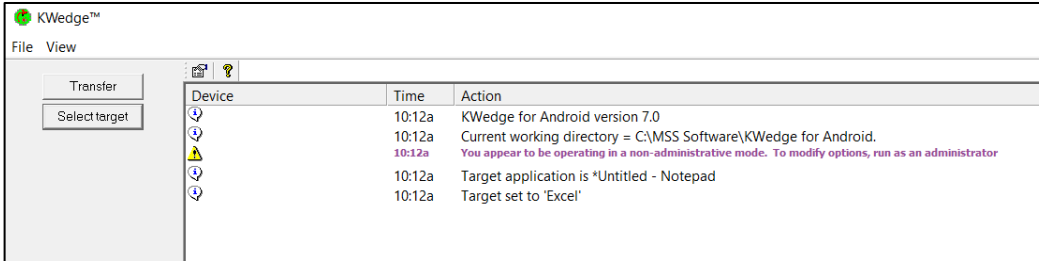 KWedge™
File View
Transfer
Select target
Device Time Action
10:12a KWedge for Android version 7.0
10:12a Current working directory = C:\MSS Software\KWedge for Android.
10:12a You appear to be operating in a non-administrative mode. To modify options, run as an administrator
10:12a Target application is *Untitled - Notepad
10:12a Target set to 'Excel'